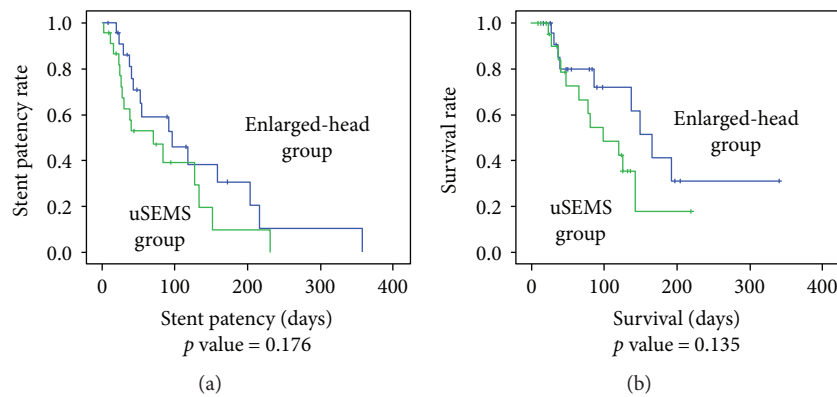 1.0
0.8
0.6
0.4
0.2
0.0
Stent patency rate
Enlarged-head
group
uSEMS
group
0
100
200
300
400
Stent patency (days)
p value = 0.176
(a)
1.0
0.8
0.6
0.4
0.2
0.0
Survival rate
Enlarged-head
group
uSEMS
group
0
100
200
300
400
Survival (days)
p value = 0.135
(b)